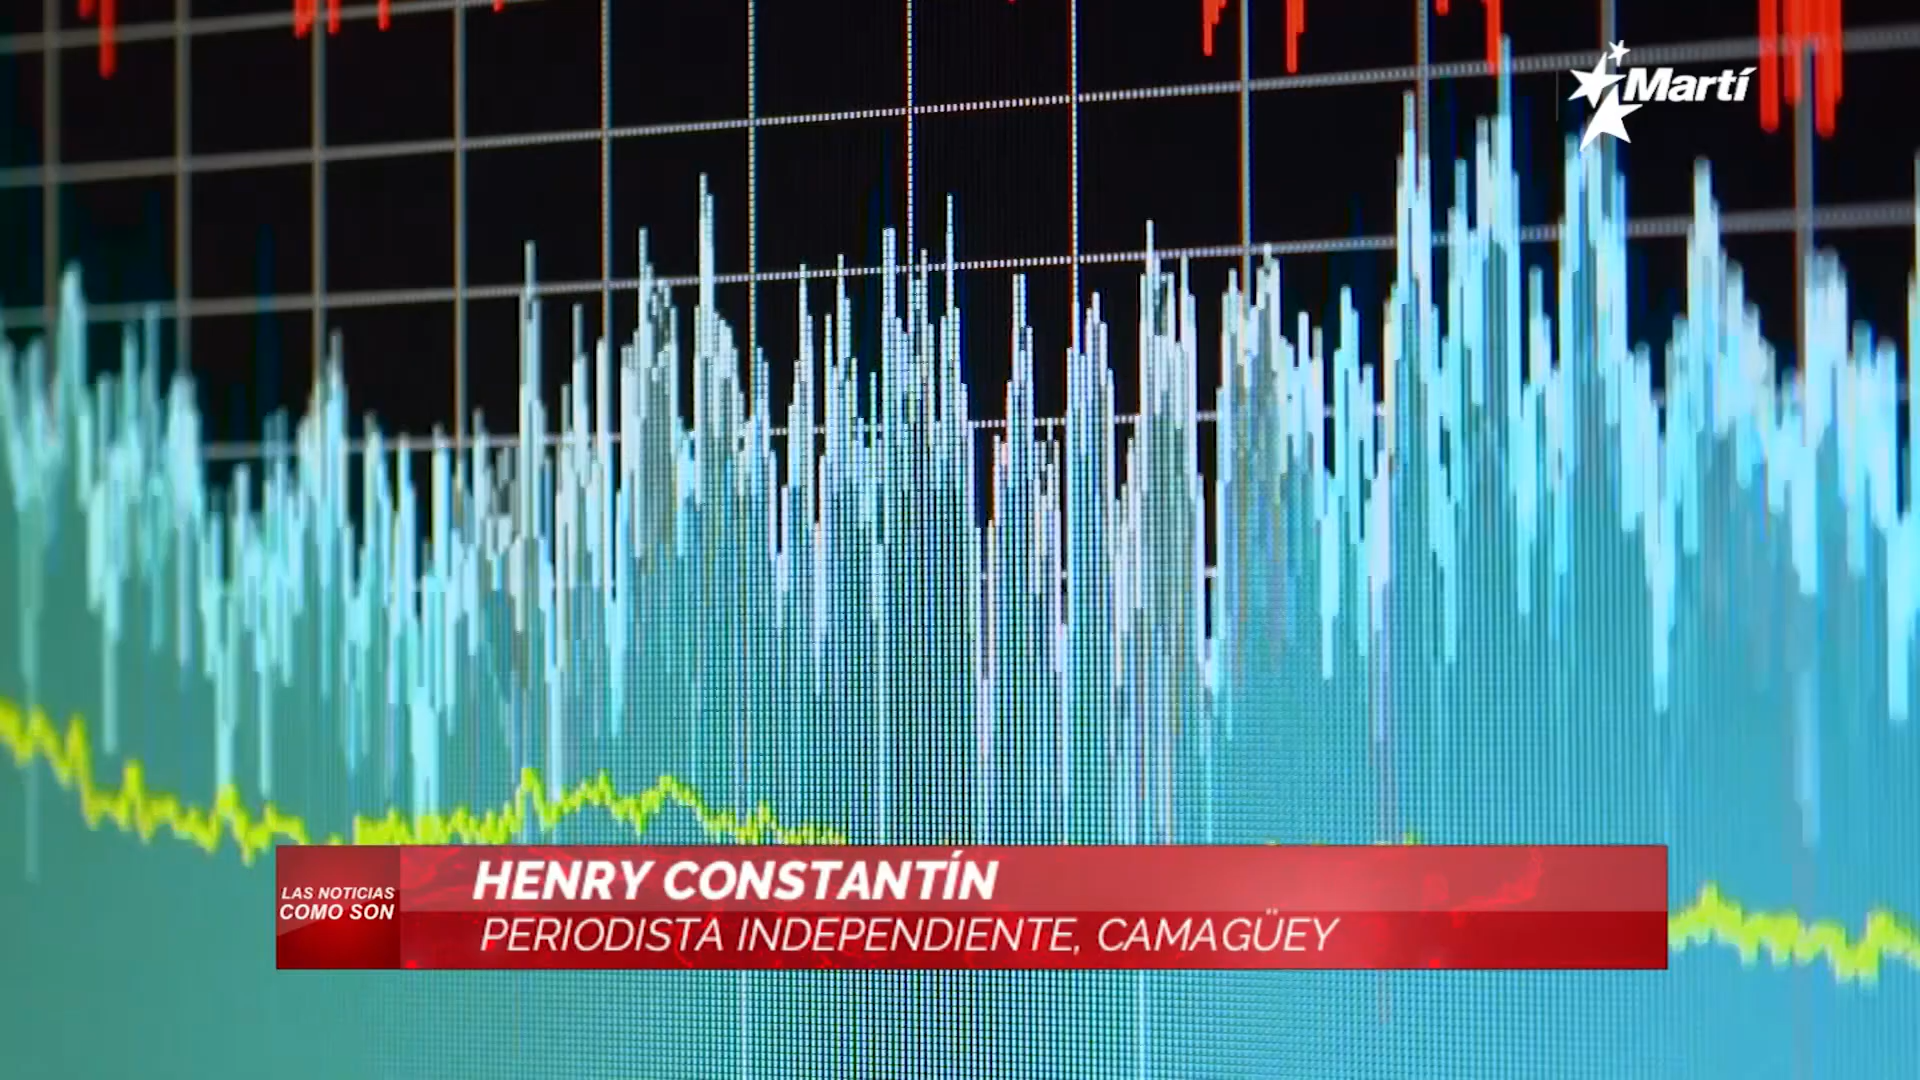 Martí
LAS NOTICIAS
COMO SON
HENRY CONSTANTÍN
PERIODISTA INDEPENDIENTE, CAMAGÜEY